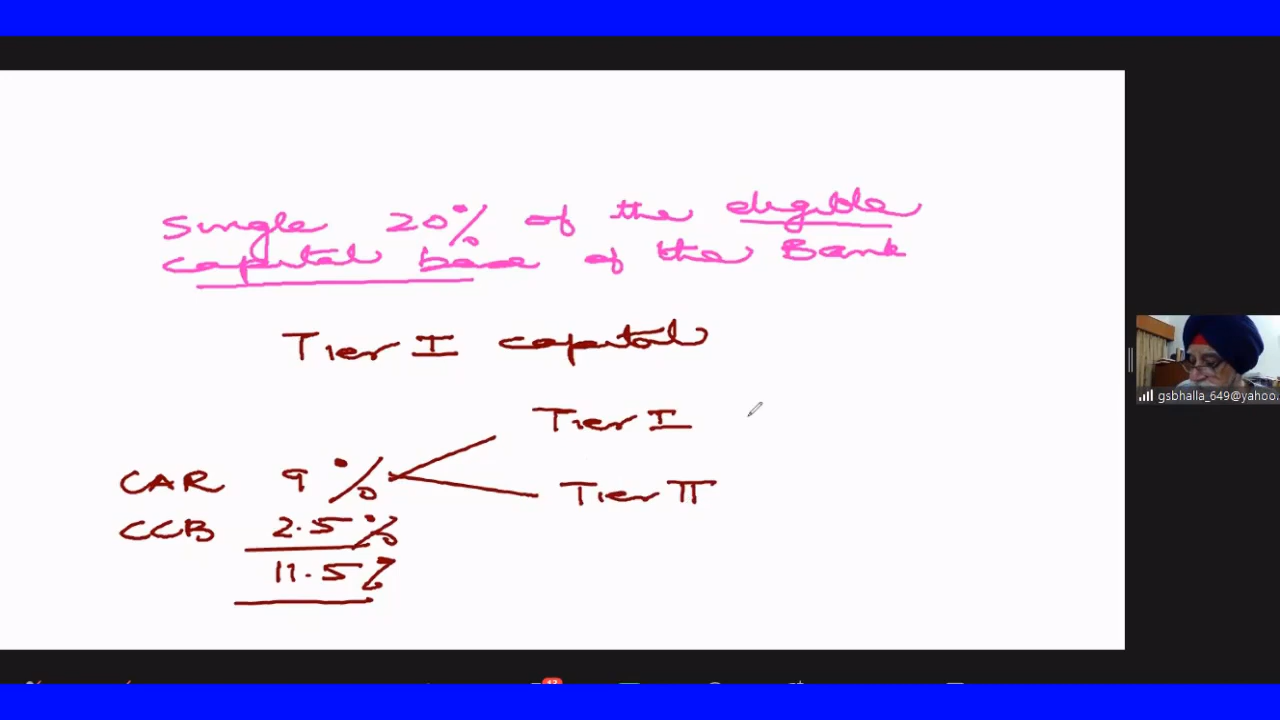 Single 20% of the eligible
capital base of the Bank
Tier I capital
Tier I
CAR 9%
Tier II
CCB 2.5%
11.5%
gsbhalla_649@yahoo.
13